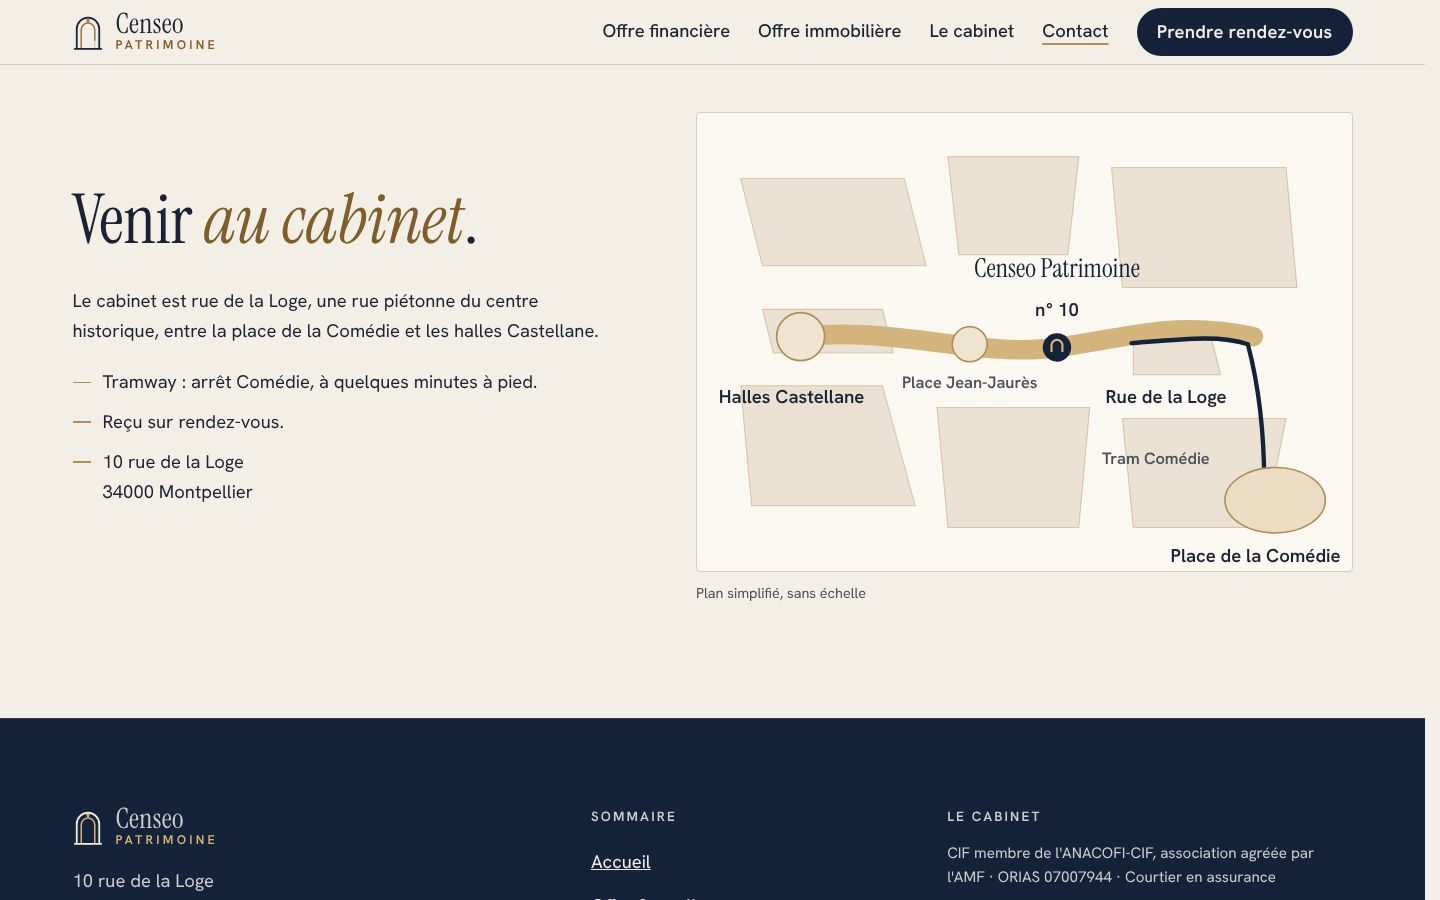 Censeo
PATRIMOINE
Offre financière
Offre immobilière
Le cabinet
Contact
Prendre rendez-vous
Venir au cabinet.
Le cabinet est rue de la Loge, une rue piétonne du centre
historique, entre la place de la Comédie et les halles Castellane.
Tramway : arrêt Comédie, à quelques minutes à pied.
Reçu sur rendez-vous.
10 rue de la Loge
34000 Montpellier
Censeo Patrimoine
n° 10
Place Jean-Jaurès
Halles Castellane
Rue de la Loge
Tram Comédie
Place de la Comédie
Plan simplifié, sans échelle
Censeo
PATRIMOINE
10 rue de la Loge
SOMMAIRE
Accueil
LE CABINET
CIF membre de l'ANACOFI-CIF, association agréée par
l'AMF · ORIAS 07007944 · Courtier en assurance